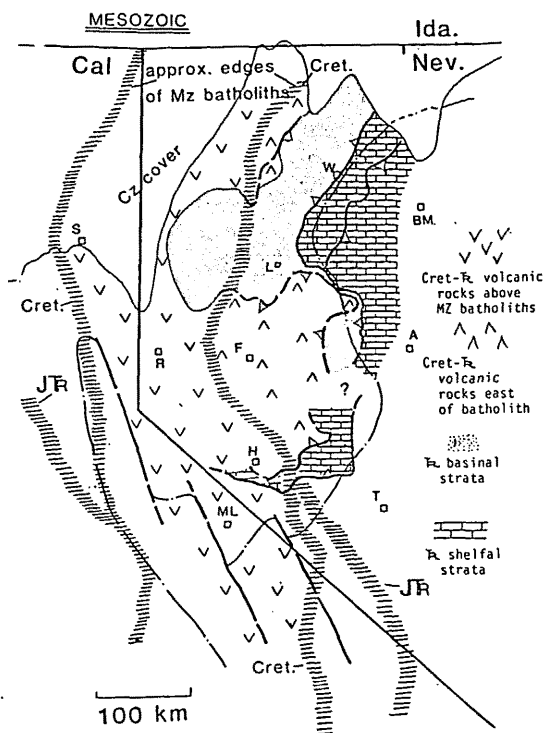 MESOZOIC
Ida.
Cal
approx. edges
of Mz batholiths
Cret.
Nev.
Cz cover
W
S
BM.
L
Cret.
R
F
A
JTR
?
H
ML
T
JTR
Cret.
100 km
Cret-TR volcanic
rocks above
MZ batholiths
Cret-TR
volcanic
rocks east
of batholith
TR basinal
strata
TR shelfal
strata